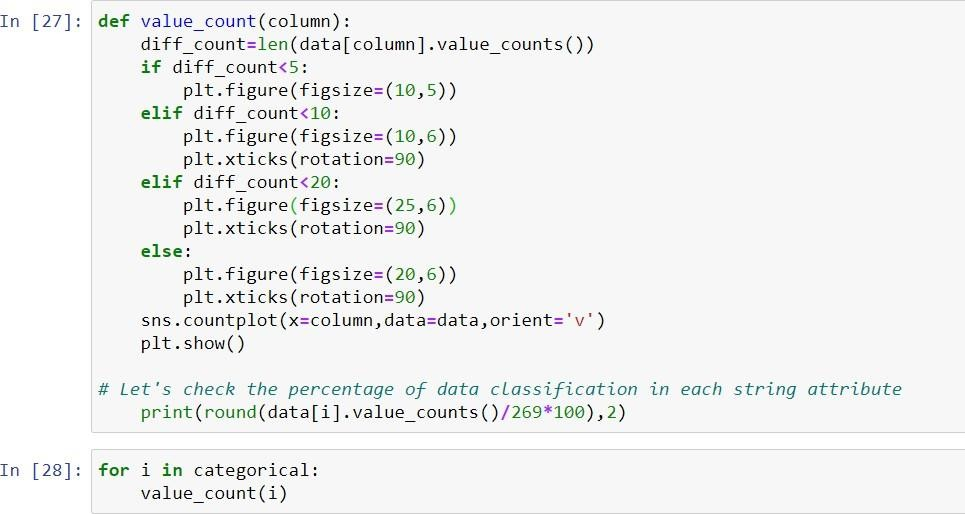 In [27]: def value_count(column):
    diff_count=len(data[column].value_counts())
    if diff_count<5:
        plt.figure(figsize=(10,5))
    elif diff_count<10:
        plt.figure(figsize=(10,6))
        plt.xticks(rotation=90)
    elif diff_count<20:
        plt.figure(figsize=(25,6))
        plt.xticks(rotation=90)
    else:
        plt.figure(figsize=(20,6))
        plt.xticks(rotation=90)
    sns.countplot(x=column,data=data,orient='v')
    plt.show()
# Let's check the percentage of data classification in each string attribute
    print(round(data[i].value_counts()/269*100),2)
In [28]: for i in categorical:
    value_count(i)